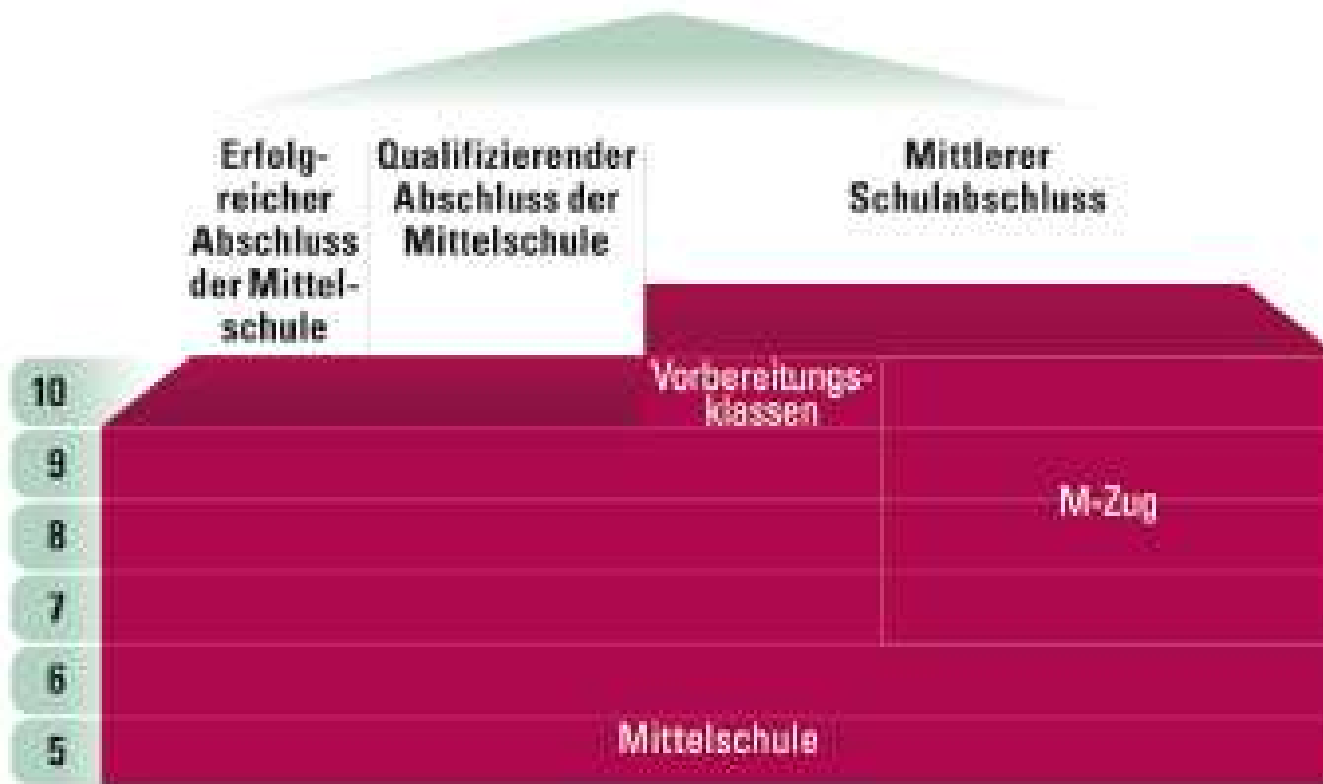 Erfolg-
reicher
Abschluss
der Mittel-
schule
Qualifizierender
Abschluss der
Mittelschule
Mittlerer
Schulabschluss
10
Vorbereitungs-
klassen
9
M-Zug
8
7
6
5
Mittelschule